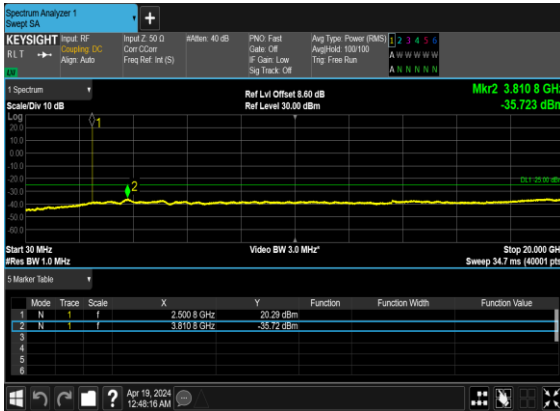 Spectrum Analyzer 1
Swept SA
+
KEYSIGHT Input: RF Input Z: 50 Ω #Atten: 40 dB PNO: Fast Avg Type: Power (RMS) 1 2 3 4 5 6
RLT Coupling: DC Corr CCorr Gate: Off Avg|Hold: 100/100 A W W W W W
Align: Auto Freq Ref: Int (S) IF Gain: Low Trig: Free Run
Sig Track: Off A N N N N N
1 Spectrum
Ref Lvl Offset 8.60 dB Mkr2 3.810 8 GHz
Scale/Div 10 dB Ref Level 30.00 dBm -35.723 dBm
Log
20.0
10.0
0.00
-10.0
-20.0
-30.0
-40.0
-50.0
-60.0
1
2
DL1 -25.00 dBm
Start 30 MHz Video BW 3.0 MHz* Stop 20.000 GHz
#Res BW 1.0 MHz Sweep 34.7 ms (40001 pts)
5 Marker Table
Mode Trace Scale X Y Function Function Width Function Value
1 N 1 f 2.500 8 GHz 20.29 dBm
2 N 1 f 3.810 8 GHz -35.72 dBm
3
4
5
6
? Apr 19, 2024
12:48:16 AM